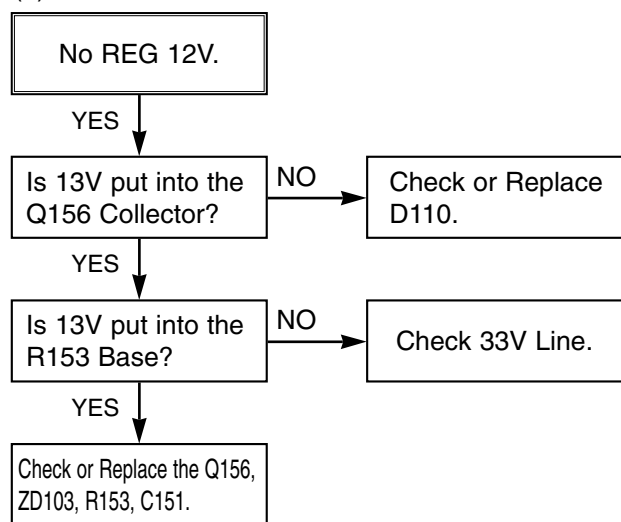 No REG 12V.
YES
Is 13V put into the
Q156 Collector?
NO
Check or Replace
D110.
YES
Is 13V put into the
R153 Base?
NO
Check 33V Line.
YES
Check or Replace the Q156,
ZD103, R153, C151.